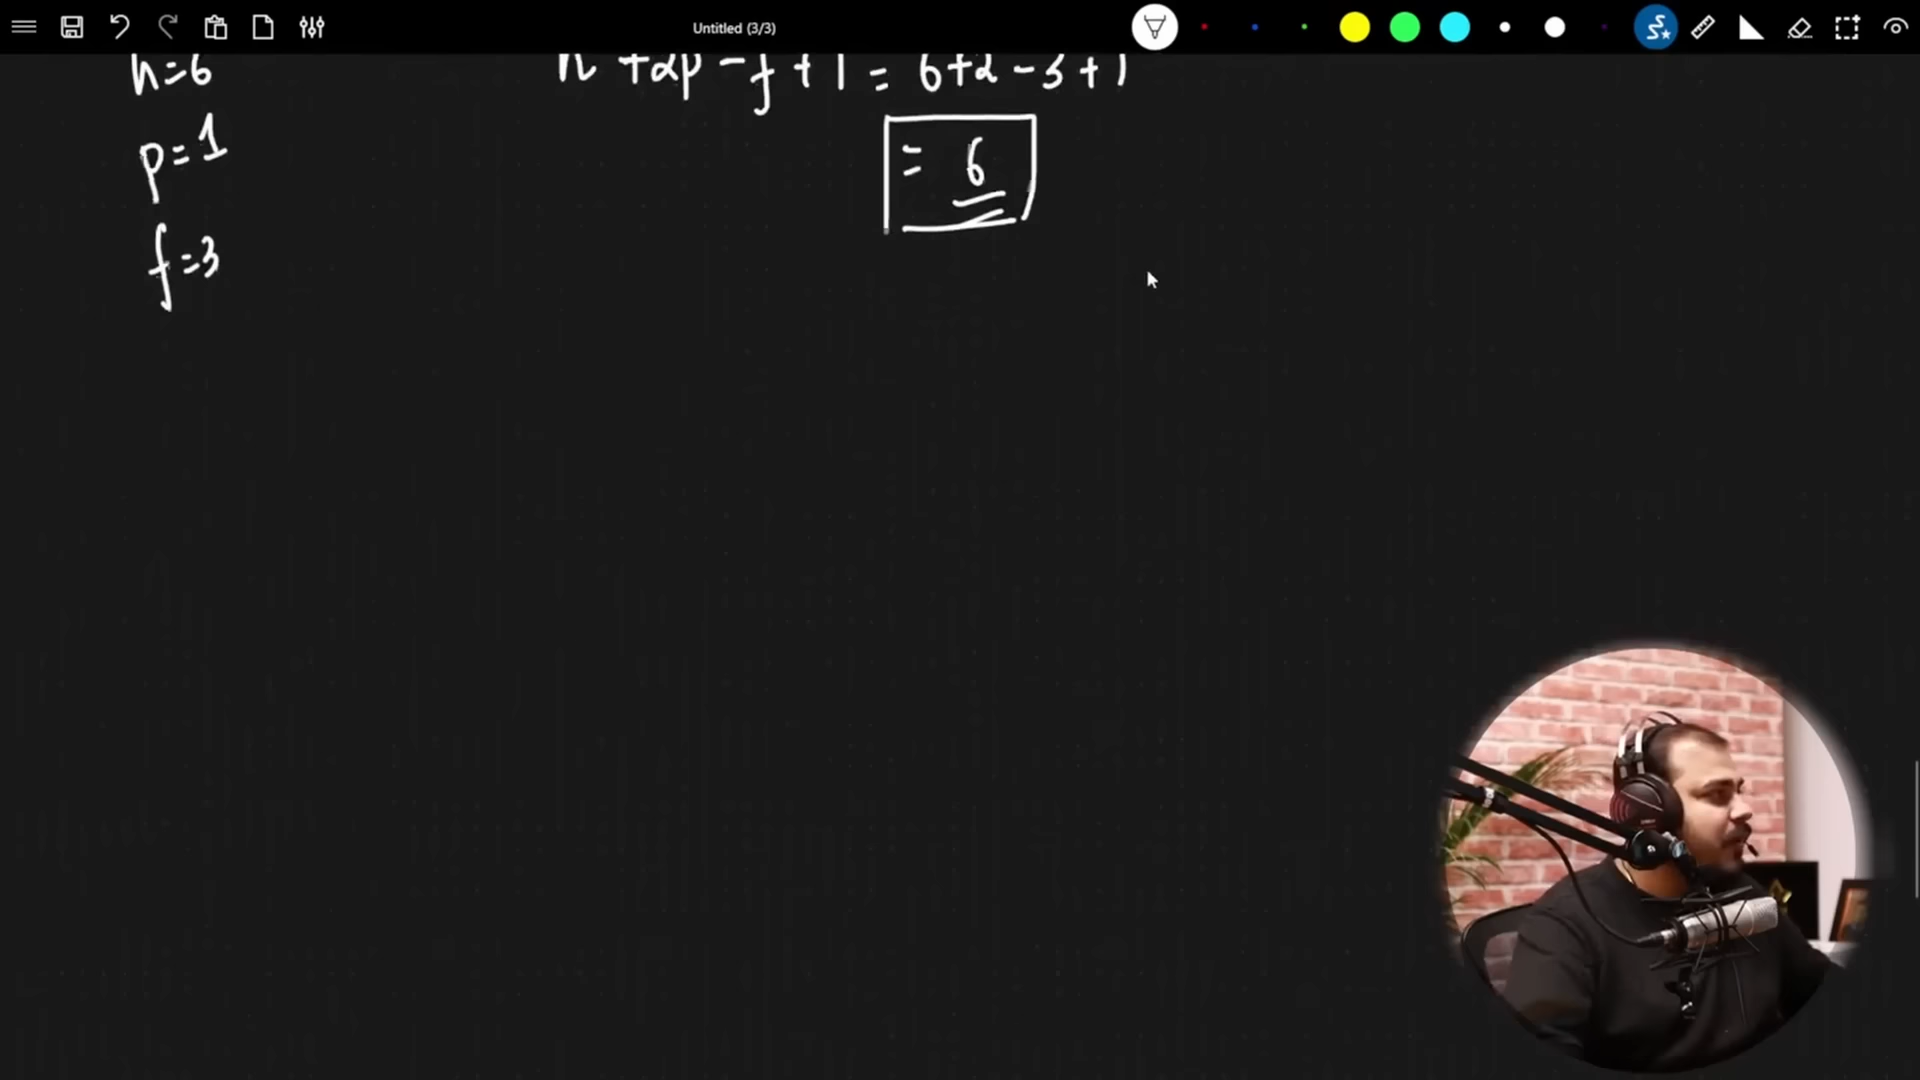 Untitled (3/3)
n=6
n+2p-f+1 = 6+2-3+1
p=1
= 6
f=3